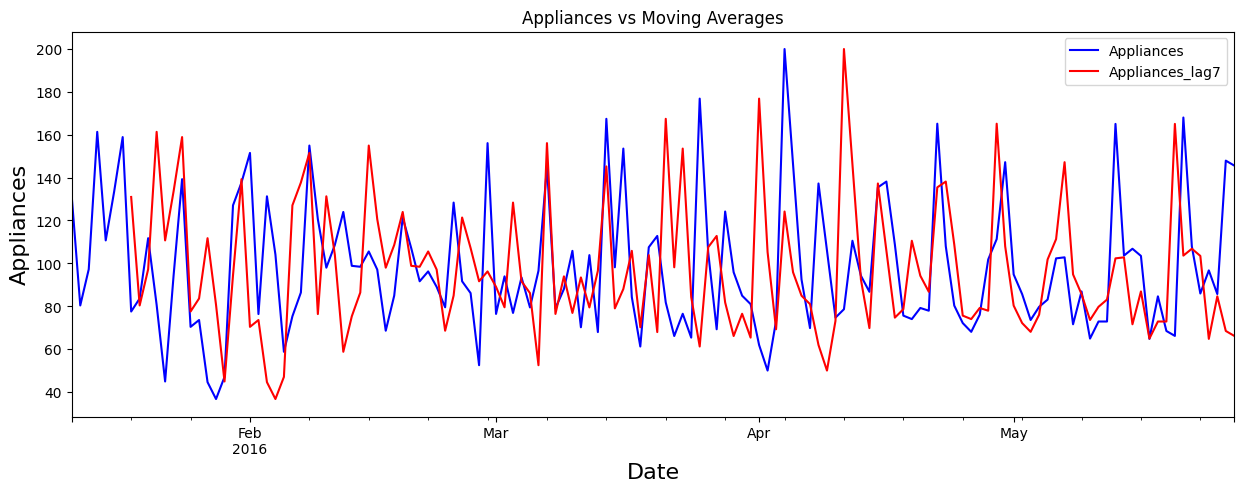 Appliances vs Moving Averages
Appliances
Appliances_lag7
200
180
160
140
120
100
80
60
40
Appliances
Feb
2016
Mar
Apr
May
Date